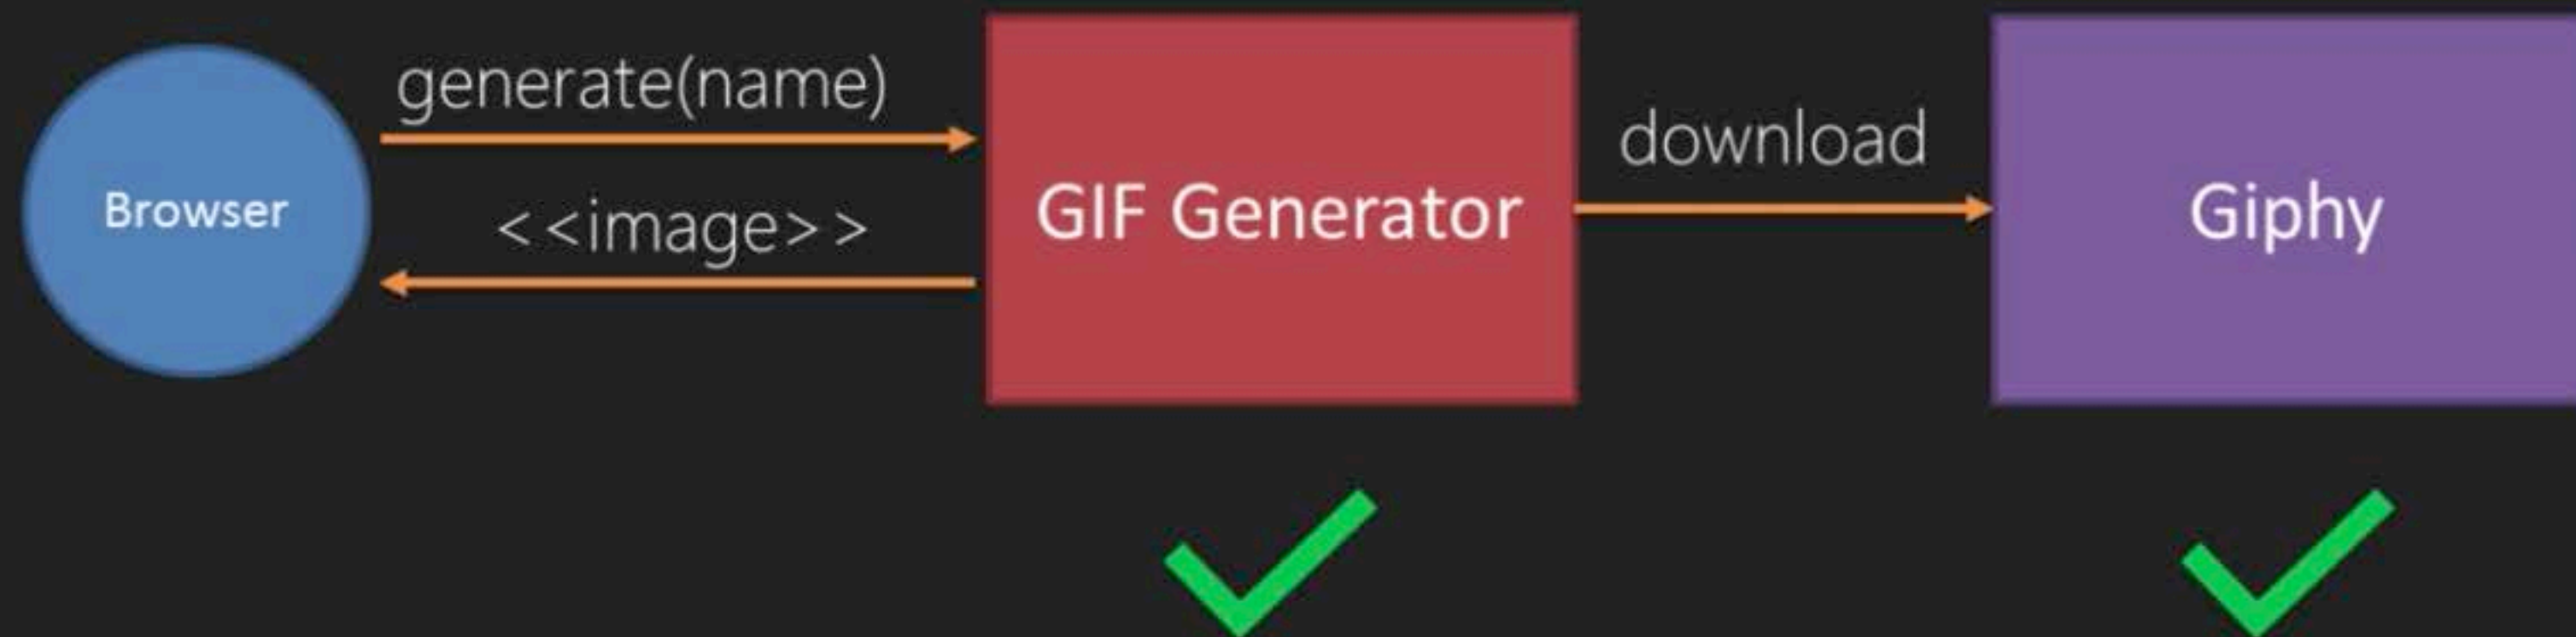 generate(name)
<<image>>
Browser
GIF Generator
download
Giphy